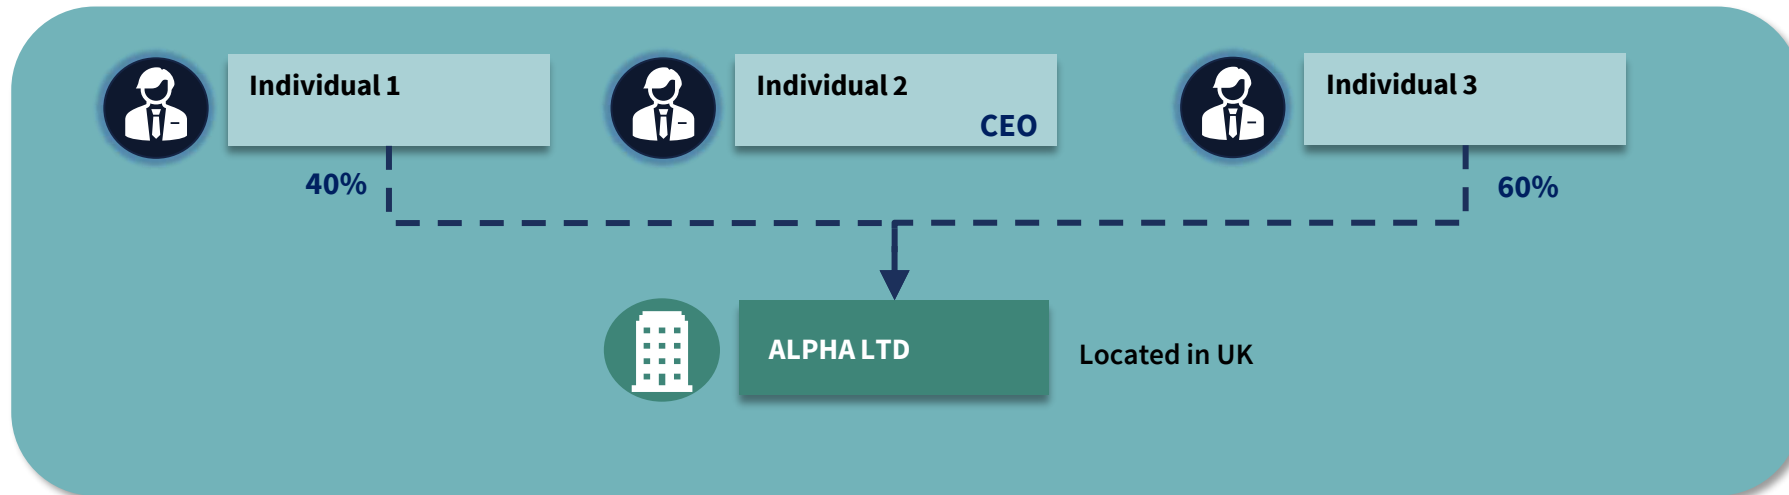 Individual 1
Individual 2
CEO
Individual 3
40%
60%
ALPHA LTD
Located in UK